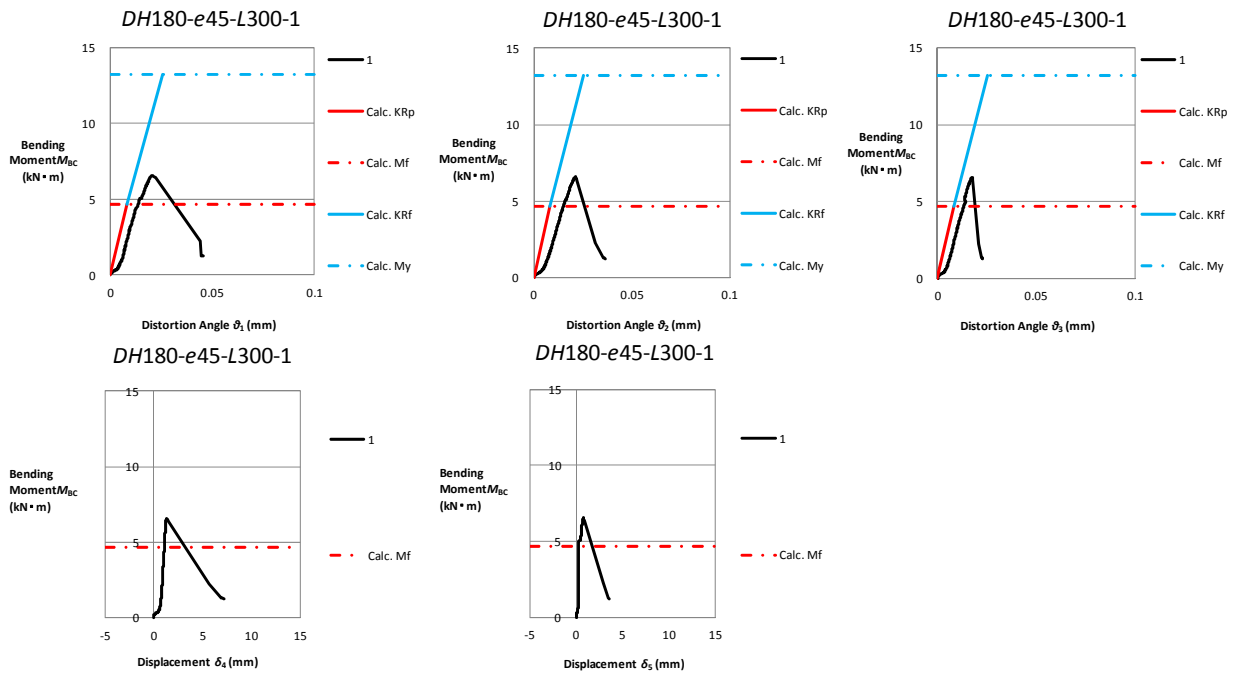 DH180-e45-L300-1
15
10
5
0
0
0.05
0.1
Bending
MomentMBC
(kN・m)
Distortion Angle ϑ1 (mm)
1
Calc. KRp
Calc. Mf
Calc. KRf
Calc. My
DH180-e45-L300-1
15
10
5
0
0
0.05
0.1
Bending
MomentMBC
(kN・m)
Distortion Angle ϑ2 (mm)
1
Calc. KRp
Calc. Mf
Calc. KRf
Calc. My
DH180-e45-L300-1
15
10
5
0
0
0.05
0.1
Bending
MomentMBC
(kN・m)
Distortion Angle ϑ3 (mm)
1
Calc. KRp
Calc. Mf
Calc. KRf
Calc. My
DH180-e45-L300-1
15
10
5
0
-5
0
5
10
15
Bending
MomentMBC
(kN・m)
Displacement δ4 (mm)
1
Calc. Mf
DH180-e45-L300-1
15
10
5
0
-5
0
5
10
15
Bending
MomentMBC
(kN・m)
Displacement δ5 (mm)
1
Calc. Mf